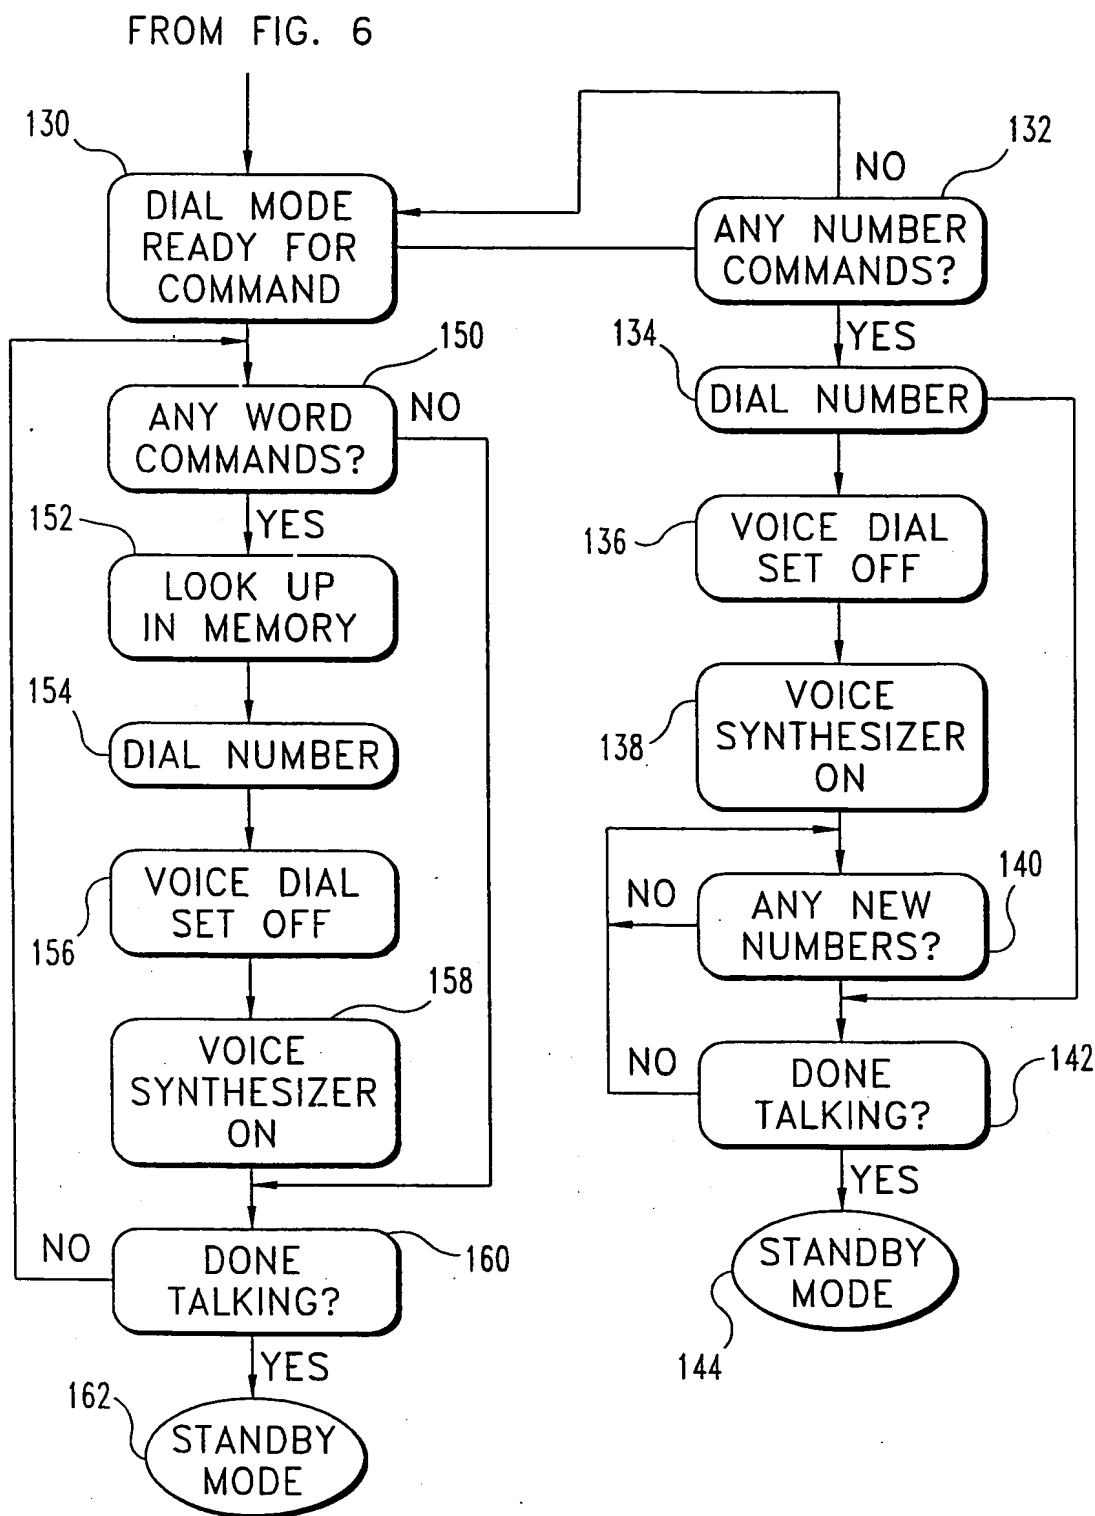 FROM FIG. 6
130
DIAL MODE
READY FOR
COMMAND
150
ANY WORD
COMMANDS?
NO
YES
152
LOOK UP
IN MEMORY
154
DIAL NUMBER
VOICE DIAL
SET OFF
156
158
VOICE
SYNTHESIZER
ON
NO
DONE
TALKING?
160
YES
162
STANDBY
MODE
132
NO
ANY NUMBER
COMMANDS?
YES
134
DIAL NUMBER
136
VOICE DIAL
SET OFF
138
VOICE
SYNTHESIZER
ON
NO
ANY NEW
NUMBERS?
140
NO
DONE
TALKING?
142
YES
STANDBY
MODE
144